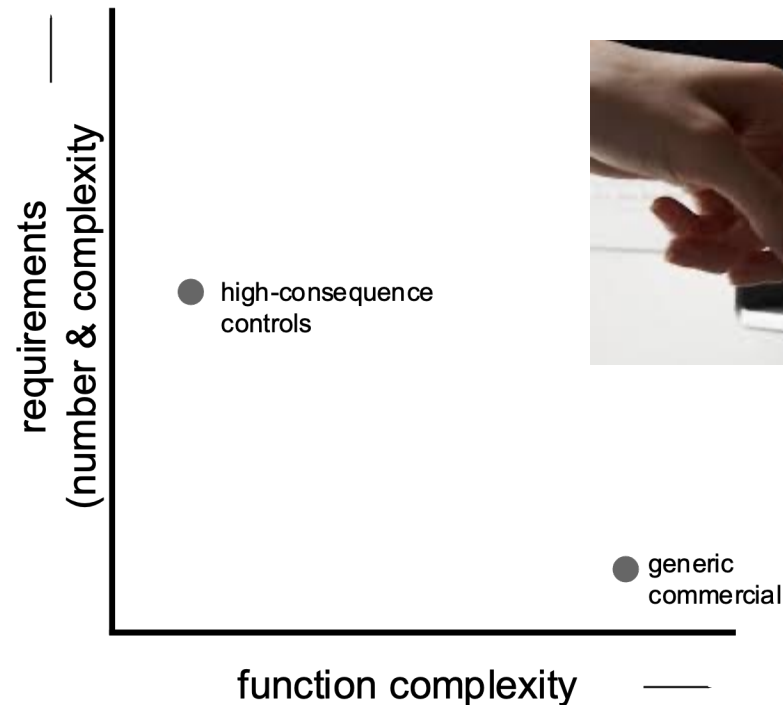 requirements
(number & complexity
high-consequence
controls
generic
commercial
function complexity